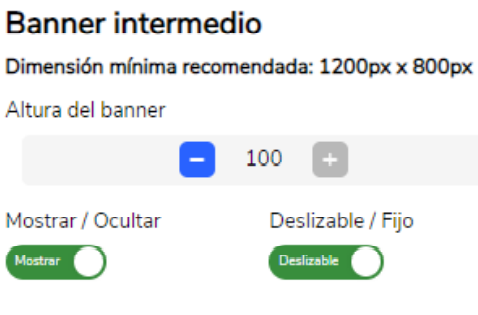 Banner intermedio
Dimensión mínima recomendada: 1200px x 800px
Altura del banner
− 100 +
Mostrar / Ocultar Deslizable / Fijo
Mostrar Deslizable